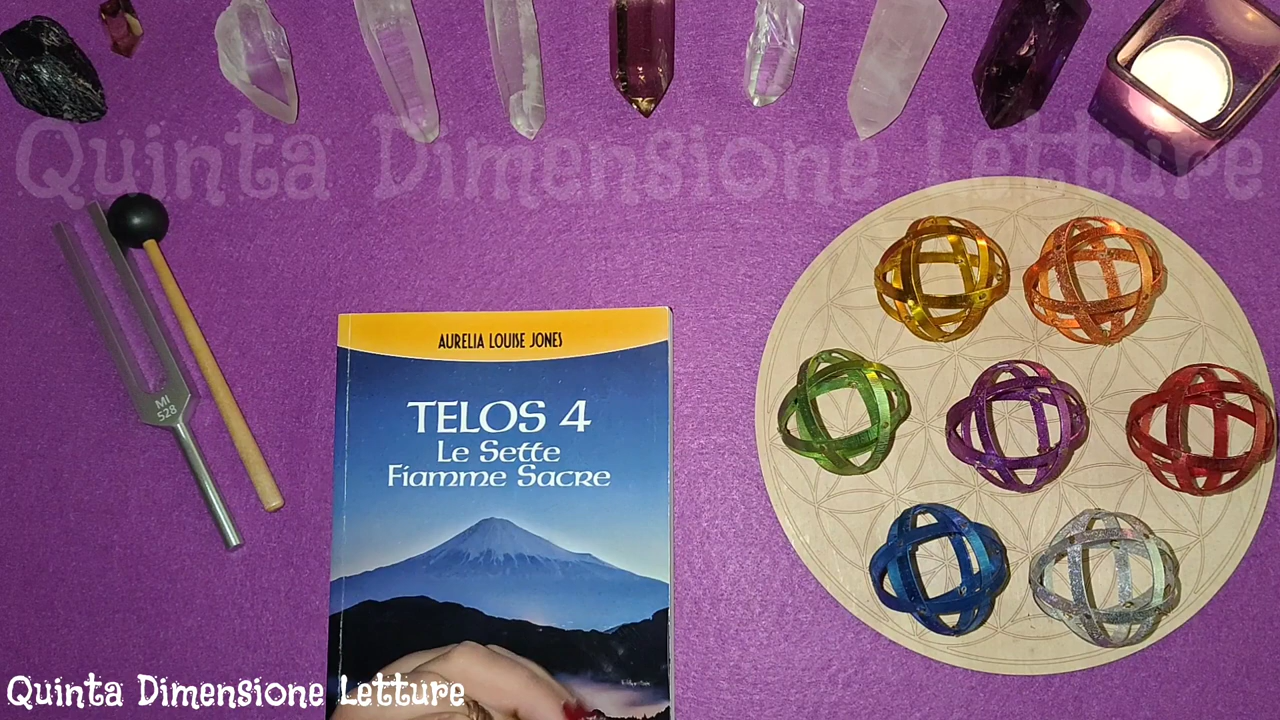 Quinta Dimensione Letture
MI
528
AURELIA LOUISE JONES
TELOS 4
Le Sette
Fiamme Sacre
Quinta Dimensione Letture